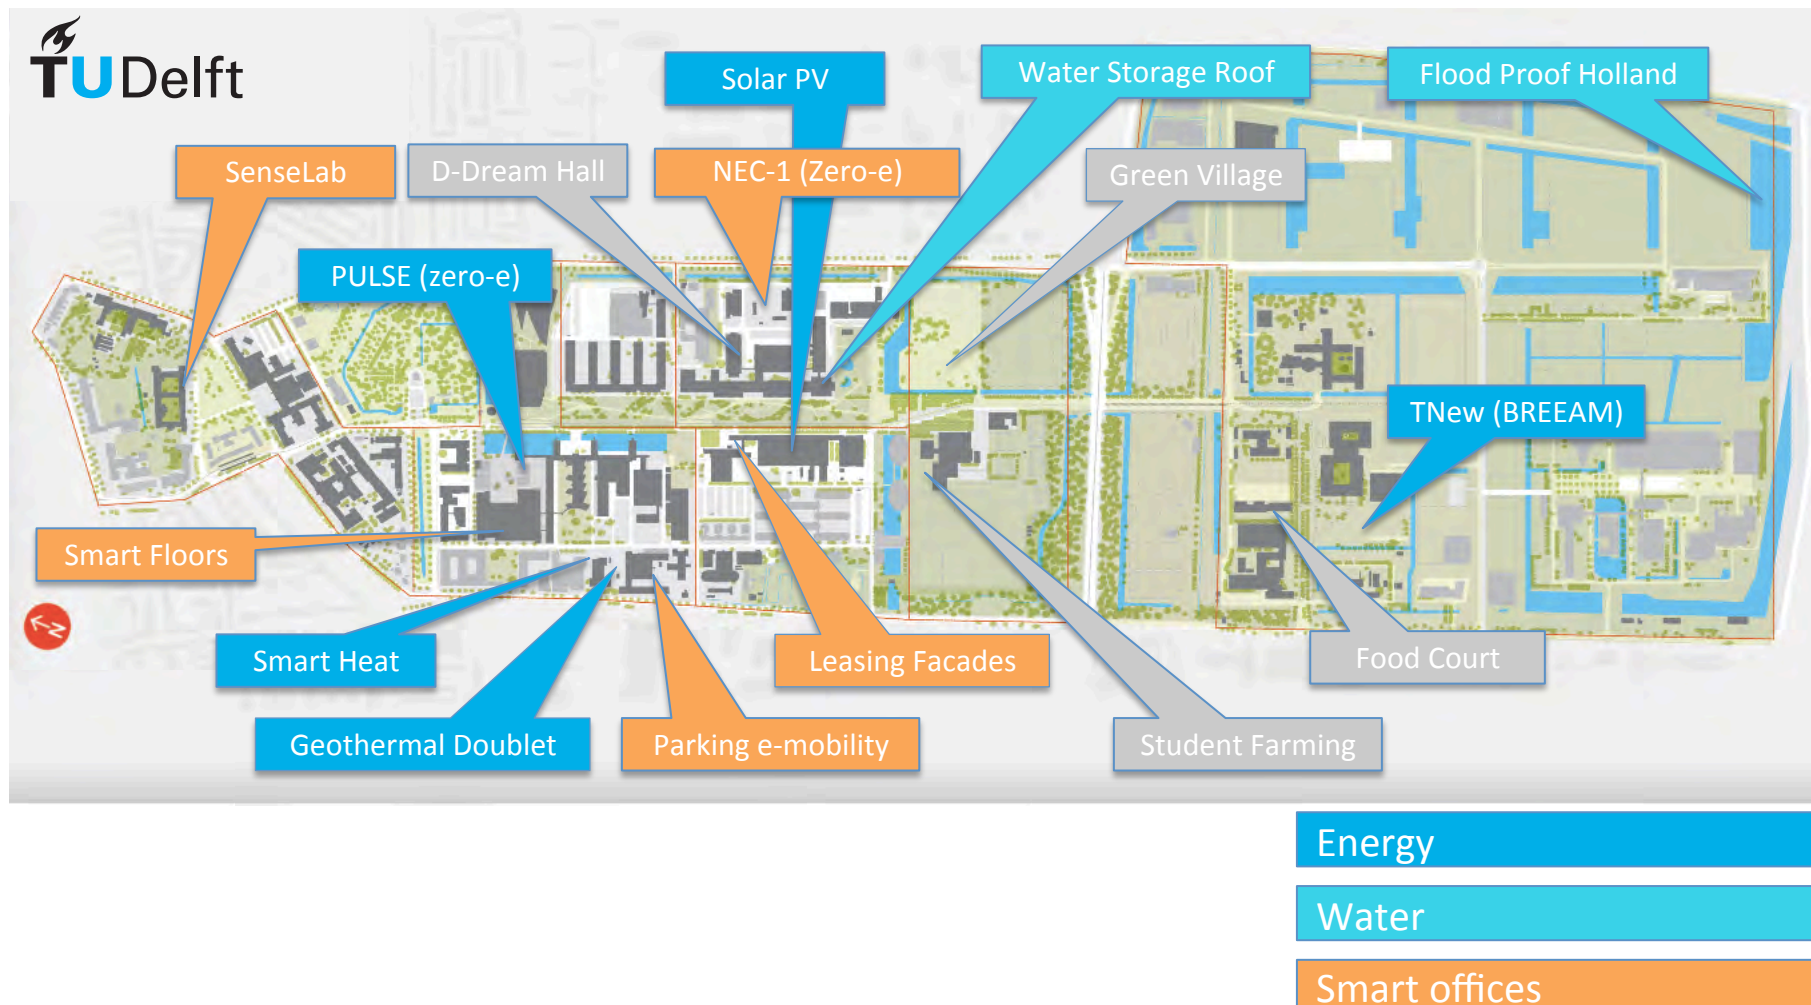 TUDelft
Solar PV
Water Storage Roof
Flood Proof Holland
SenseLab
D-Dream Hall
NEC-1 (Zero-e)
Green Village
PULSE (zero-e)
TNew (BREEAM)
Smart Floors
N
Smart Heat
Leasing Facades
Food Court
Geothermal Doublet
Parking e-mobility
Student Farming
Energy
Water
Smart offices